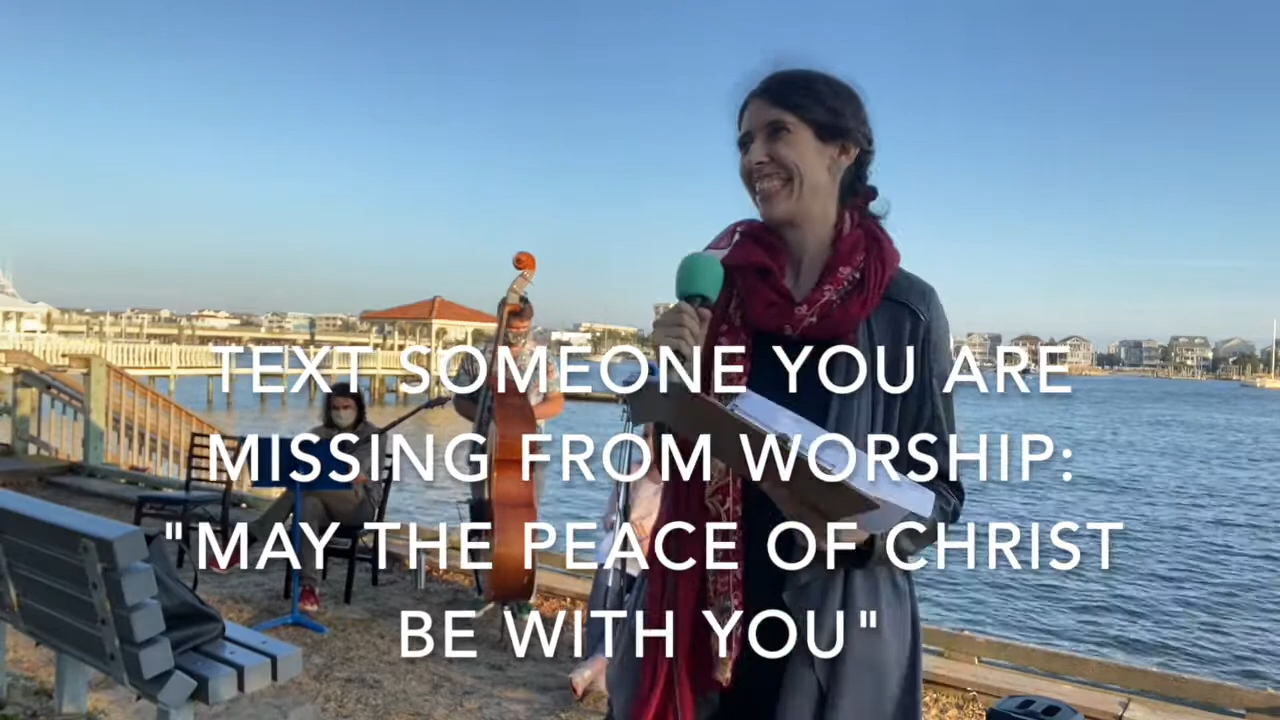 TEXT SOMEONE YOU ARE
MISSING FROM WORSHIP:
"MAY THE PEACE OF CHRIST
BE WITH YOU"